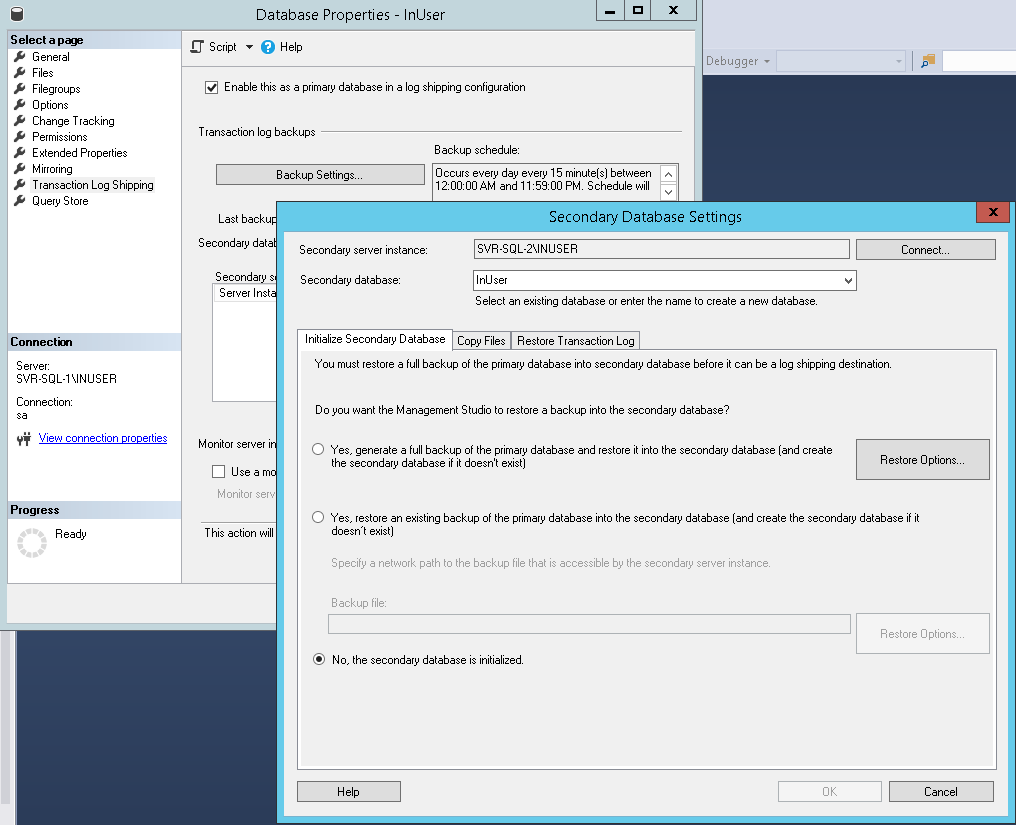 Database Properties - InUser
Select a page
General
Files
Filegroups
Options
Change Tracking
Permissions
Extended Properties
Mirroring
Transaction Log Shipping
Query Store
Connection
Server:
SVR-SQL-1\INUSER
Connection:
sa
View connection properties
Progress
Ready
Script
Help
Enable this as a primary database in a log shipping configuration
Transaction log backups
Backup schedule:
Backup Settings...
Occurs every day every 15 minute(s) between
12:00:00 AM and 11:59:00 PM. Schedule will
Last backup
Secondary datab
Secondary se
Server Insta
Monitor server in
Use a mo
Monitor serv
This action will
Debugger
Secondary Database Settings
Secondary server instance:
SVR-SQL-2\INUSER
Connect...
Secondary database:
InUser
Select an existing database or enter the name to create a new database.
Initialize Secondary Database
Copy Files
Restore Transaction Log
You must restore a full backup of the primary database into secondary database before it can be a log shipping destination.
Do you want the Management Studio to restore a backup into the secondary database?
Yes, generate a full backup of the primary database and restore it into the secondary database (and create
the secondary database if it doesn't exist)
Restore Options...
Yes, restore an existing backup of the primary database into the secondary database (and create the secondary database if it
doesn't exist)
Specify a network path to the backup file that is accessible by the secondary server instance.
Backup file:
Restore Options...
No, the secondary database is initialized.
Help
OK
Cancel